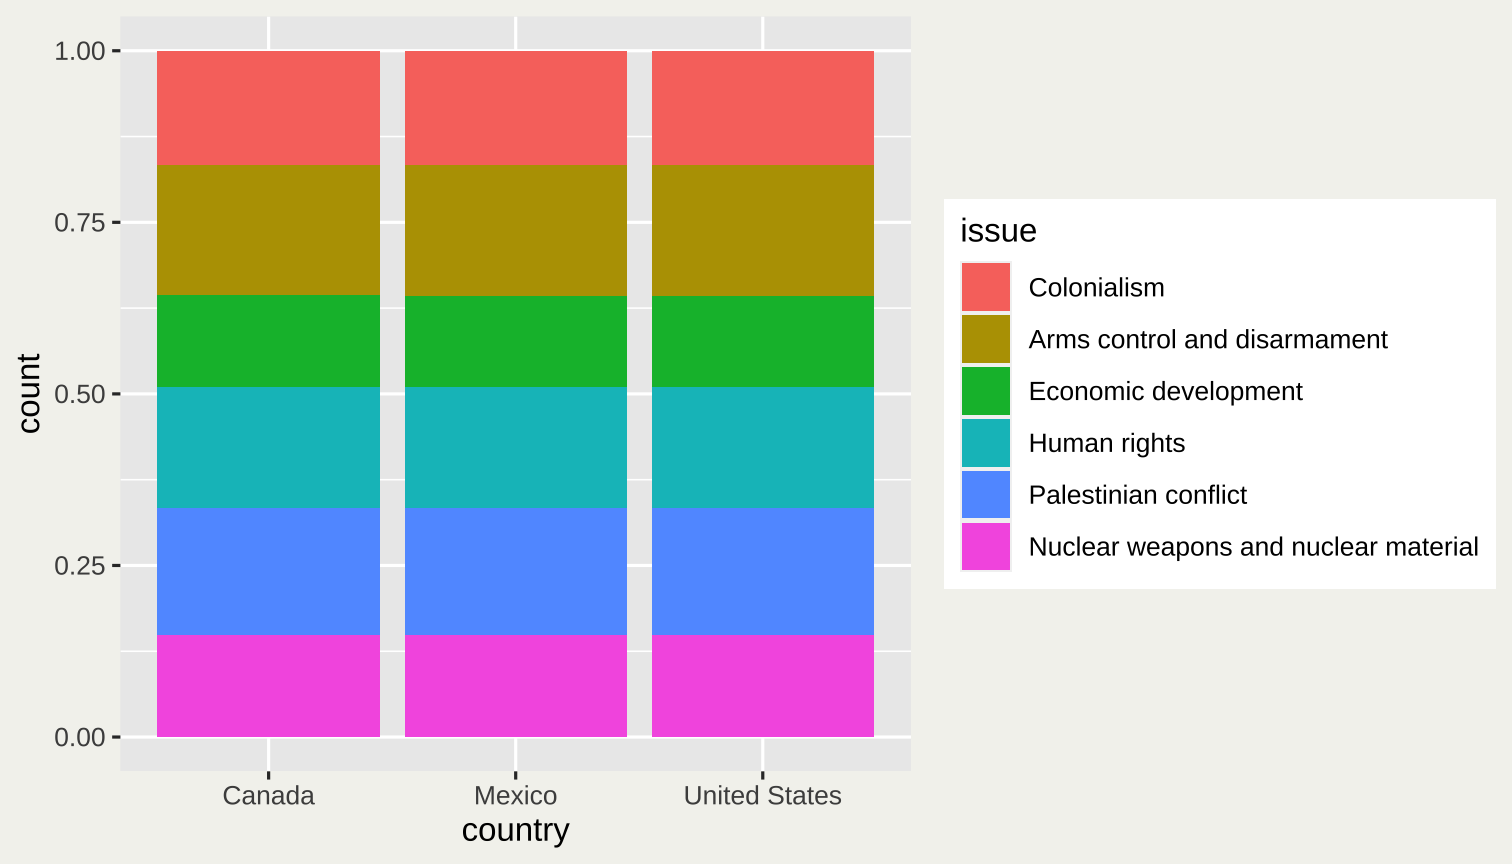 1.00
0.75
0.50
0.25
0.00
count
Canada Mexico United States
country
issue
Colonialism
Arms control and disarmament
Economic development
Human rights
Palestinian conflict
Nuclear weapons and nuclear material